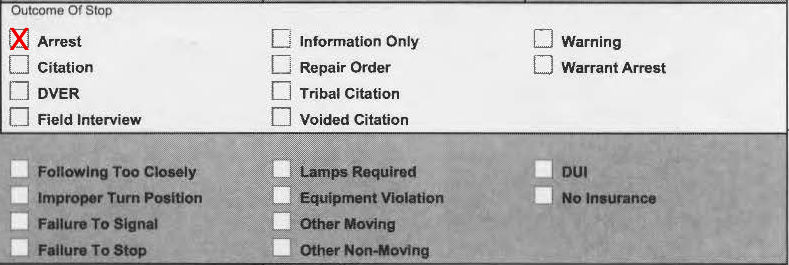 Outcome Of Stop
X Arrest Information Only Warning
Citation Repair Order Warrant Arrest
DVER Tribal Citation
Field Interview Voided Citation
Following Too Closely Lamps Required DUI
Improper Turn Position Equipment Violation No Insurance
Failure To Signal Other Moving
Failure To Stop Other Non-Moving